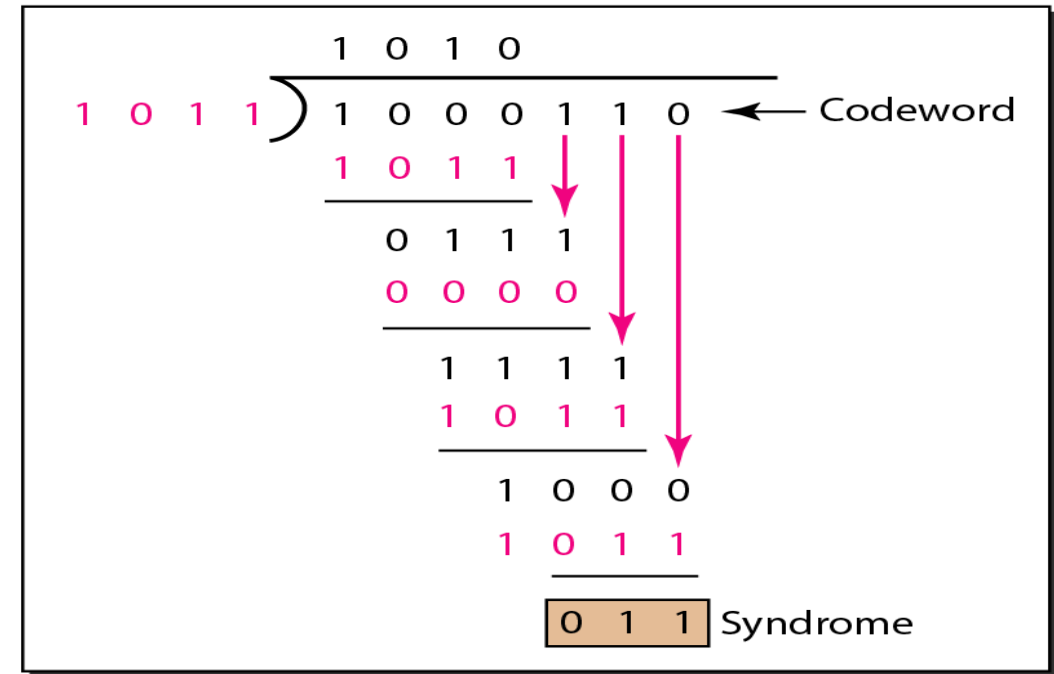 1 0 1 0
1 0 1 1 1 0 0 0 1 1 0 Codeword
1 0 1 1
0 1 1 1
0 0 0 0
1 1 1 1
1 0 1 1
1 0 0 0
1 0 1 1
0 1 1 Syndrome